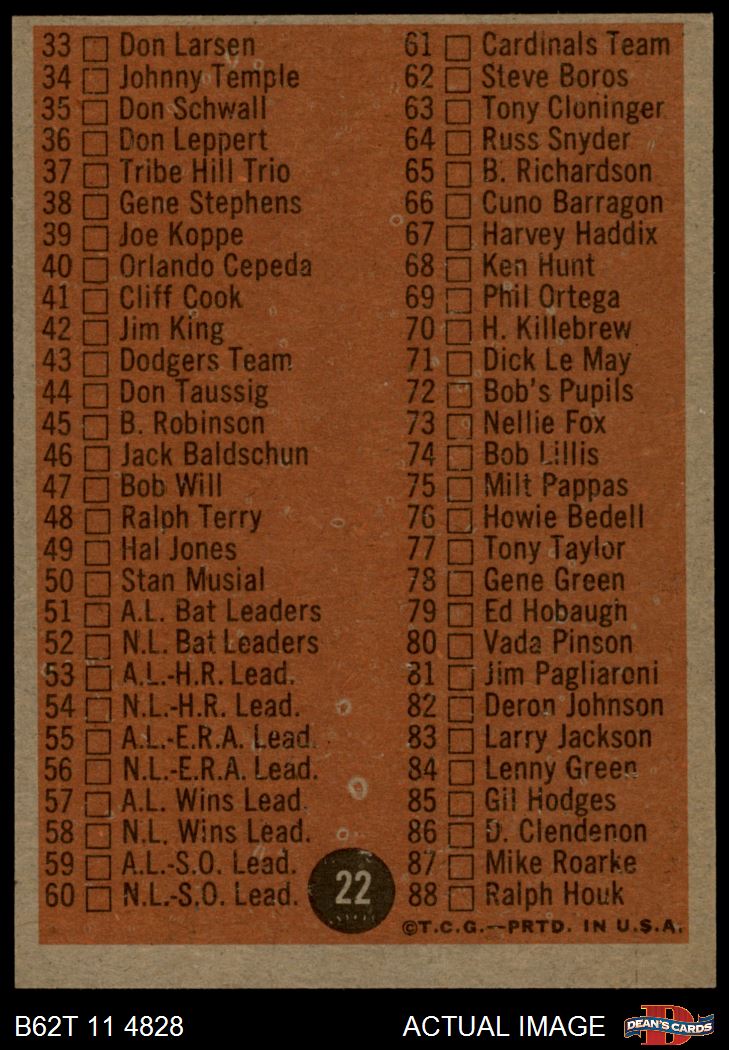 33 Don Larsen
34 Johnny Temple
35 Don Schwall
36 Don Leppert
37 Tribe Hill Trio
38 Gene Stephens
39 Joe Koppe
40 Orlando Cepeda
41 Cliff Cook
42 Jim King
43 Dodgers Team
44 Don Taussig
45 B. Robinson
46 Jack Baldschun
47 Bob Will
48 Ralph Terry
49 Hal Jones
50 Stan Musial
51 A.L. Bat Leaders
52 N.L. Bat Leaders
53 A.L.-H.R. Lead.
54 N.L.-H.R. Lead.
55 A.L.-E.R.A. Lead.
56 N.L.-E.R.A. Lead.
57 A.L. Wins Lead.
58 N.L. Wins Lead.
59 A.L.-S.O. Lead.
60 N.L.-S.O. Lead.
22
61 Cardinals Team
62 Steve Boros
63 Tony Cloninger
64 Russ Snyder
65 B. Richardson
66 Cuno Barragon
67 Harvey Haddix
68 Ken Hunt
69 Phil Ortega
70 H. Killebrew
71 Dick Le May
72 Bob's Pupils
73 Nellie Fox
74 Bob Lillis
75 Milt Pappas
76 Howie Bedell
77 Tony Taylor
78 Gene Green
79 Ed Hobaugh
80 Vada Pinson
81 Jim Pagliaroni
82 Deron Johnson
83 Larry Jackson
84 Lenny Green
85 Gil Hodges
86 D. Clendenon
87 Mike Roarke
88 Ralph Houk
©T.C.G.--PRTD. IN U.S.A.
B62T 11 4828
ACTUAL IMAGE
D
DEAN'S CARDS